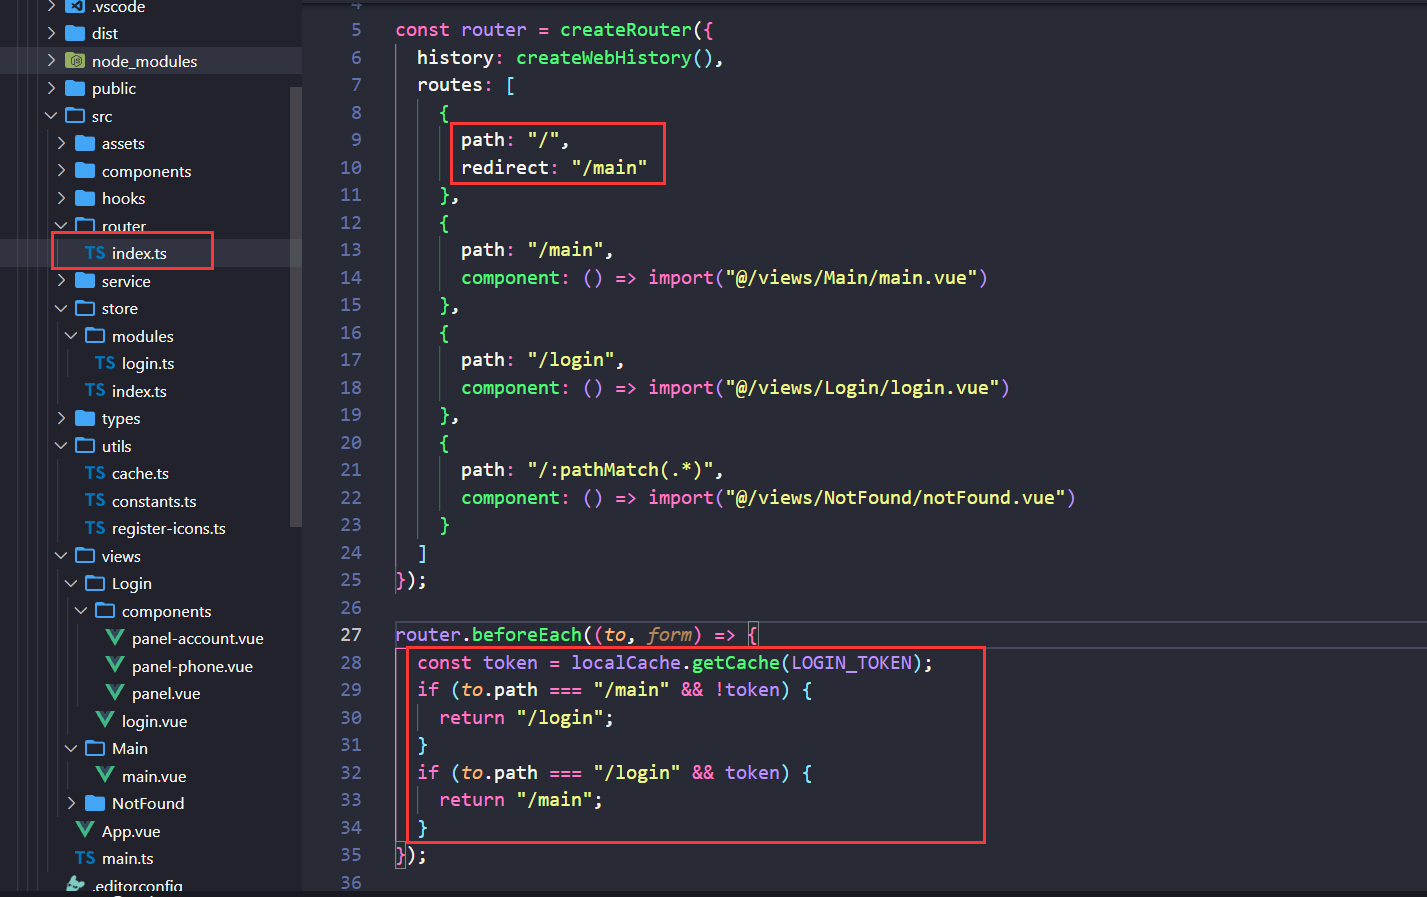 .vscode
dist
node_modules
public
src
assets
components
hooks
router
TS index.ts
service
store
modules
TS login.ts
TS index.ts
types
utils
TS cache.ts
TS constants.ts
TS register-icons.ts
views
Login
components
panel-account.vue
panel-phone.vue
panel.vue
login.vue
Main
main.vue
NotFound
App.vue
TS main.ts
.editorconfig
4
5 const router = createRouter({
6 history: createWebHistory(),
7 routes: [
8 {
9 path: "/",
10 redirect: "/main"
11 },
12 {
13 path: "/main",
14 component: () => import("@/views/Main/main.vue")
15 },
16 {
17 path: "/login",
18 component: () => import("@/views/Login/login.vue")
19 },
20 {
21 path: "/:pathMatch(.*)",
22 component: () => import("@/views/NotFound/notFound.vue")
23 }
24 ]
25 });
26
27 router.beforeEach((to, form) => {
28 const token = localCache.getCache(LOGIN_TOKEN);
29 if (to.path === "/main" && !token) {
30 return "/login";
31 }
32 if (to.path === "/login" && token) {
33 return "/main";
34 }
35 });
36